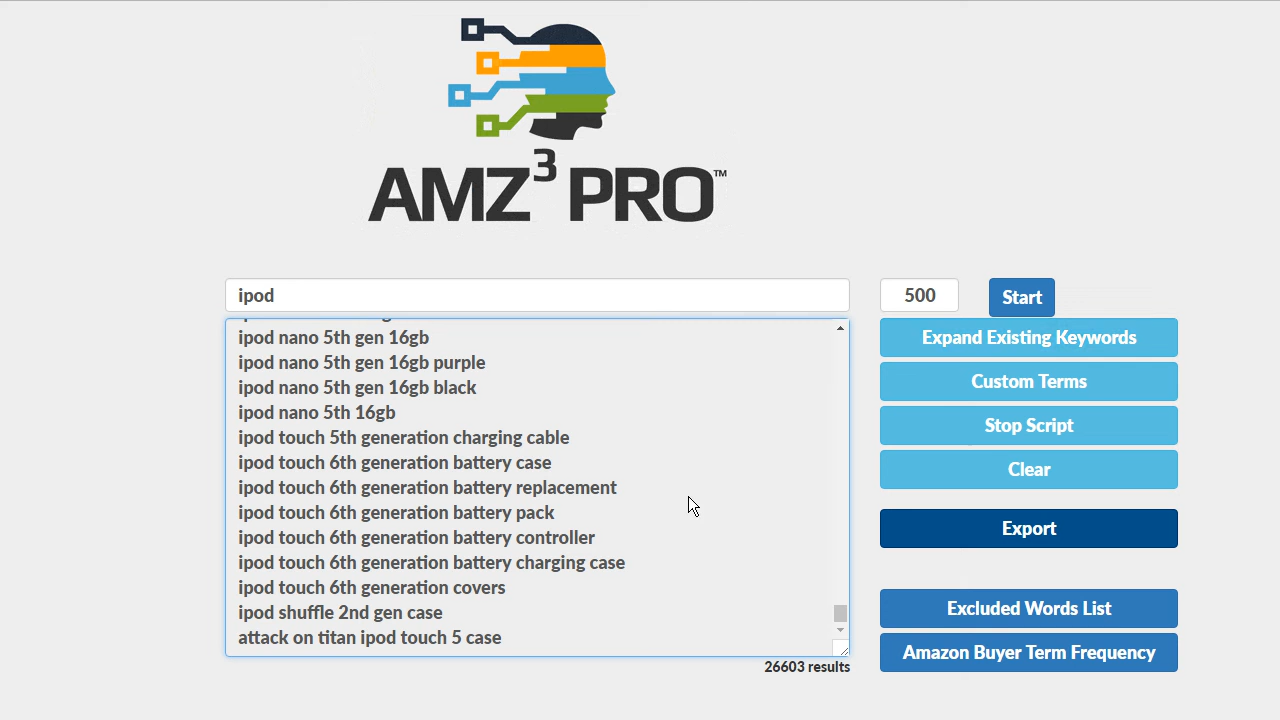 AMZ³ PRO™
ipod
500
Start
ipod nano 5th gen 16gb
Expand Existing Keywords
ipod nano 5th gen 16gb purple
ipod nano 5th gen 16gb black
Custom Terms
ipod nano 5th 16gb
ipod touch 5th generation charging cable
Stop Script
ipod touch 6th generation battery case
Clear
ipod touch 6th generation battery replacement
ipod touch 6th generation battery pack
Export
ipod touch 6th generation battery controller
ipod touch 6th generation battery charging case
ipod touch 6th generation covers
ipod shuffle 2nd gen case
Excluded Words List
attack on titan ipod touch 5 case
Amazon Buyer Term Frequency
26603 results